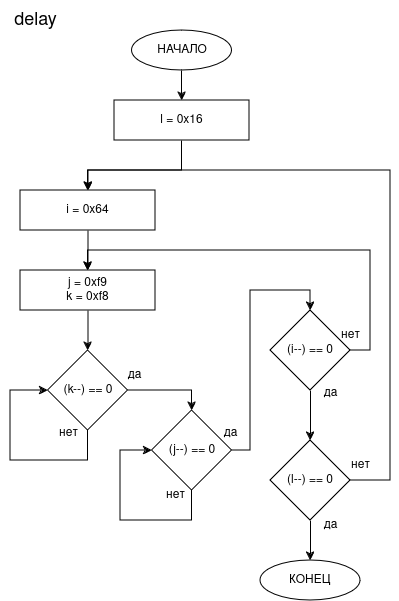 delay
НАЧАЛО
l = 0x16
i = 0x64
j = 0xf9
k = 0xf8
(k--) == 0
да
нет
(j--) == 0
да
нет
(i--) == 0
нет
да
(l--) == 0
нет
да
КОНЕЦ